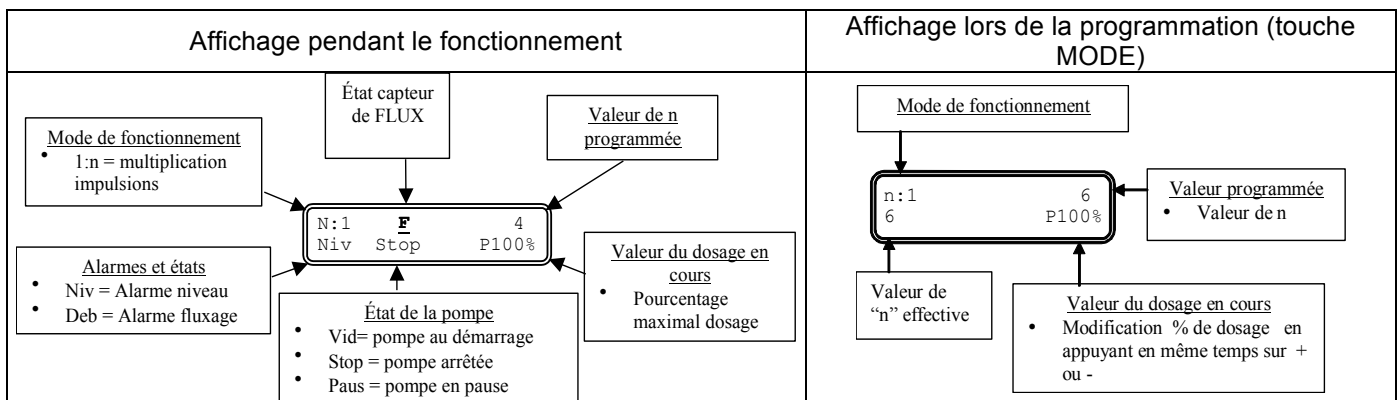 Affichage pendant le fonctionnement
Affichage lors de la programmation (touche
MODE)
État capteur
de FLUX
Mode de fonctionnement
• 1:n = multiplication
impulsions
Valeur de n
programmée
N:1 F 4
Niv Stop P100%
Alarmes et états
• Niv = Alarme niveau
• Deb = Alarme fluxage
État de la pompe
• Vid= pompe au démarrage
• Stop = pompe arrêtée
• Paus = pompe en pause
Valeur du dosage en
cours
• Pourcentage
maximal dosage
Mode de fonctionnement
n:1 6
6 P100%
Valeur programmée
• Valeur de n
Valeur de
“n” effective
Valeur du dosage en cours
• Modification % de dosage en
appuyant en même temps sur +
ou -